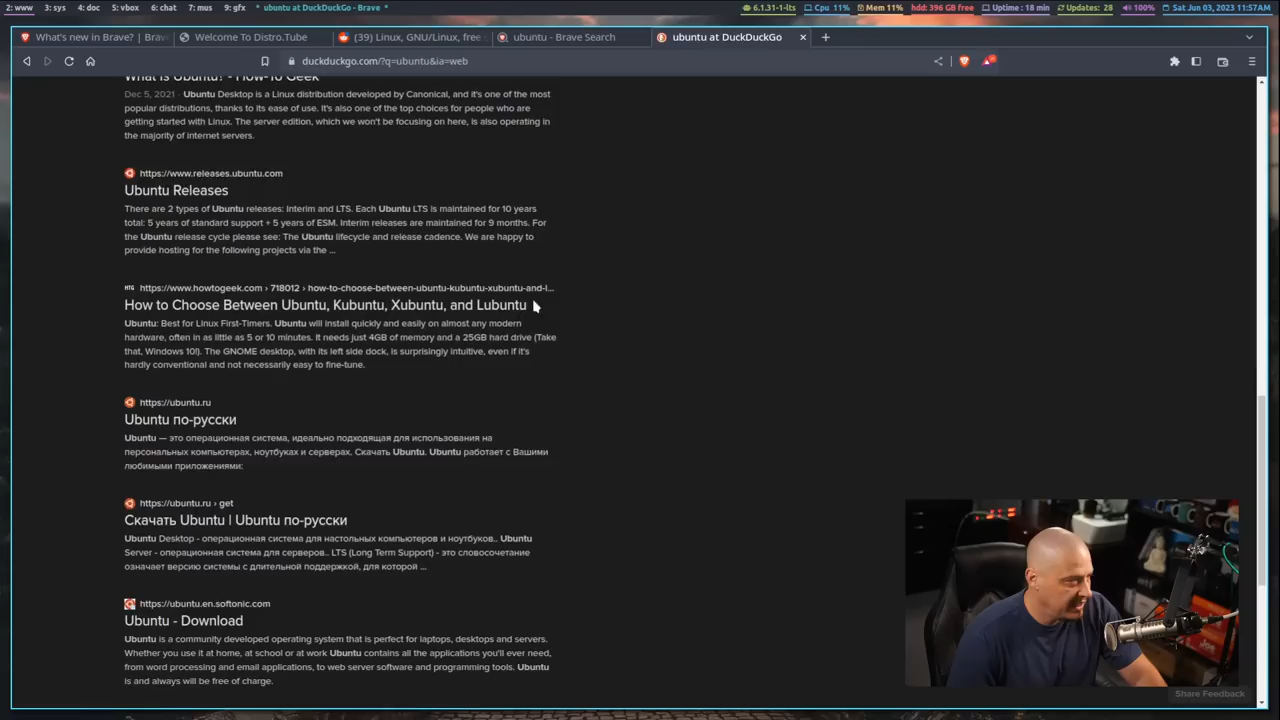 2: www 3: sys 4: doc 5: vbox 6: chat 7: mus 9: gfx * ubuntu at DuckDuckGo - Brave * 6.1.31-1-lts Cpu 11% Mem 11% hdd: 396 GB free Uptime : 18 min Updates: 28 100% Sat Jun 03, 2023 11:57AM
What's new in Brave? | Brav Welcome To Distro.Tube (39) Linux, GNU/Linux, free ubuntu - Brave Search ubuntu at DuckDuckGo
duckduckgo.com/?q=ubuntu&ia=web
What is Ubuntu? - How-To Geek
Dec 5, 2021 · Ubuntu Desktop is a Linux distribution developed by Canonical, and it's one of the most
popular distributions, thanks to its ease of use. It's also one of the top choices for people who are
getting started with Linux. The server edition, which we won't be focusing on here, is also operating in
the majority of internet servers.
https://www.releases.ubuntu.com
Ubuntu Releases
There are 2 types of Ubuntu releases: Interim and LTS. Each Ubuntu LTS is maintained for 10 years
total: 5 years of standard support + 5 years of ESM. Interim releases are maintained for 9 months. For
the Ubuntu release cycle please see: The Ubuntu lifecycle and release cadence. We are happy to
provide hosting for the following projects via the ...
HTG https://www.howtogeek.com › 718012 › how-to-choose-between-ubuntu-kubuntu-xubuntu-and-l...
How to Choose Between Ubuntu, Kubuntu, Xubuntu, and Lubuntu
Ubuntu: Best for Linux First-Timers. Ubuntu will install quickly and easily on almost any modern
hardware, often in as little as 5 or 10 minutes. It needs just 4GB of memory and a 25GB hard drive (Take
that, Windows 10!). The GNOME desktop, with its left side dock, is surprisingly intuitive, even if it's
hardly conventional and not necessarily easy to fine-tune.
https://ubuntu.ru
Ubuntu по-русски
Ubuntu — это операционная система, идеально подходящая для использования на
персональных компьютерах, ноутбуках и серверах. Скачать Ubuntu. Ubuntu работает с Вашими
любимыми приложениями:
https://ubuntu.ru › get
Скачать Ubuntu | Ubuntu по-русски
Ubuntu Desktop - операционная система для настольных компьютеров и ноутбуков.. Ubuntu
Server - операционная система для серверов.. LTS (Long Term Support) - это словосочетание
означает версию системы с длительной поддержкой, для которой ...
https://ubuntu.en.softonic.com
Ubuntu - Download
Ubuntu is a community developed operating system that is perfect for laptops, desktops and servers.
Whether you use it at home, at school or at work Ubuntu contains all the applications you'll ever need,
from word processing and email applications, to web server software and programming tools. Ubuntu
is and always will be free of charge.
Share Feedback